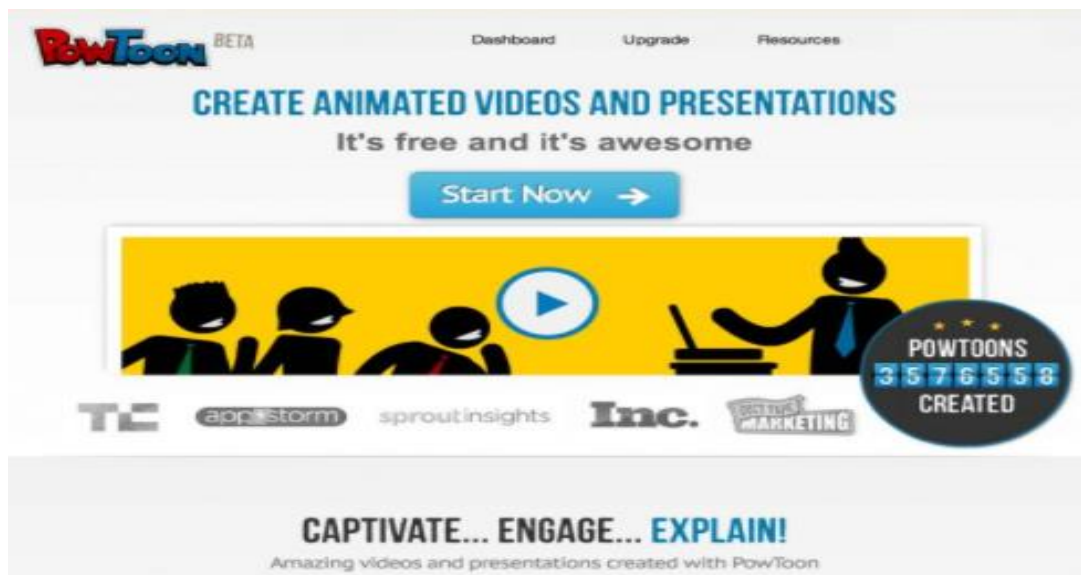 PowToon BETA
Dashboard Upgrade Resources
CREATE ANIMATED VIDEOS AND PRESENTATIONS
It's free and it's awesome
Start Now
POWTOONS
3576558
CREATED
TC appstorm sproutinsights Inc. MARKETING
CAPTIVATE... ENGAGE... EXPLAIN!
Amazing videos and presentations created with PowToon